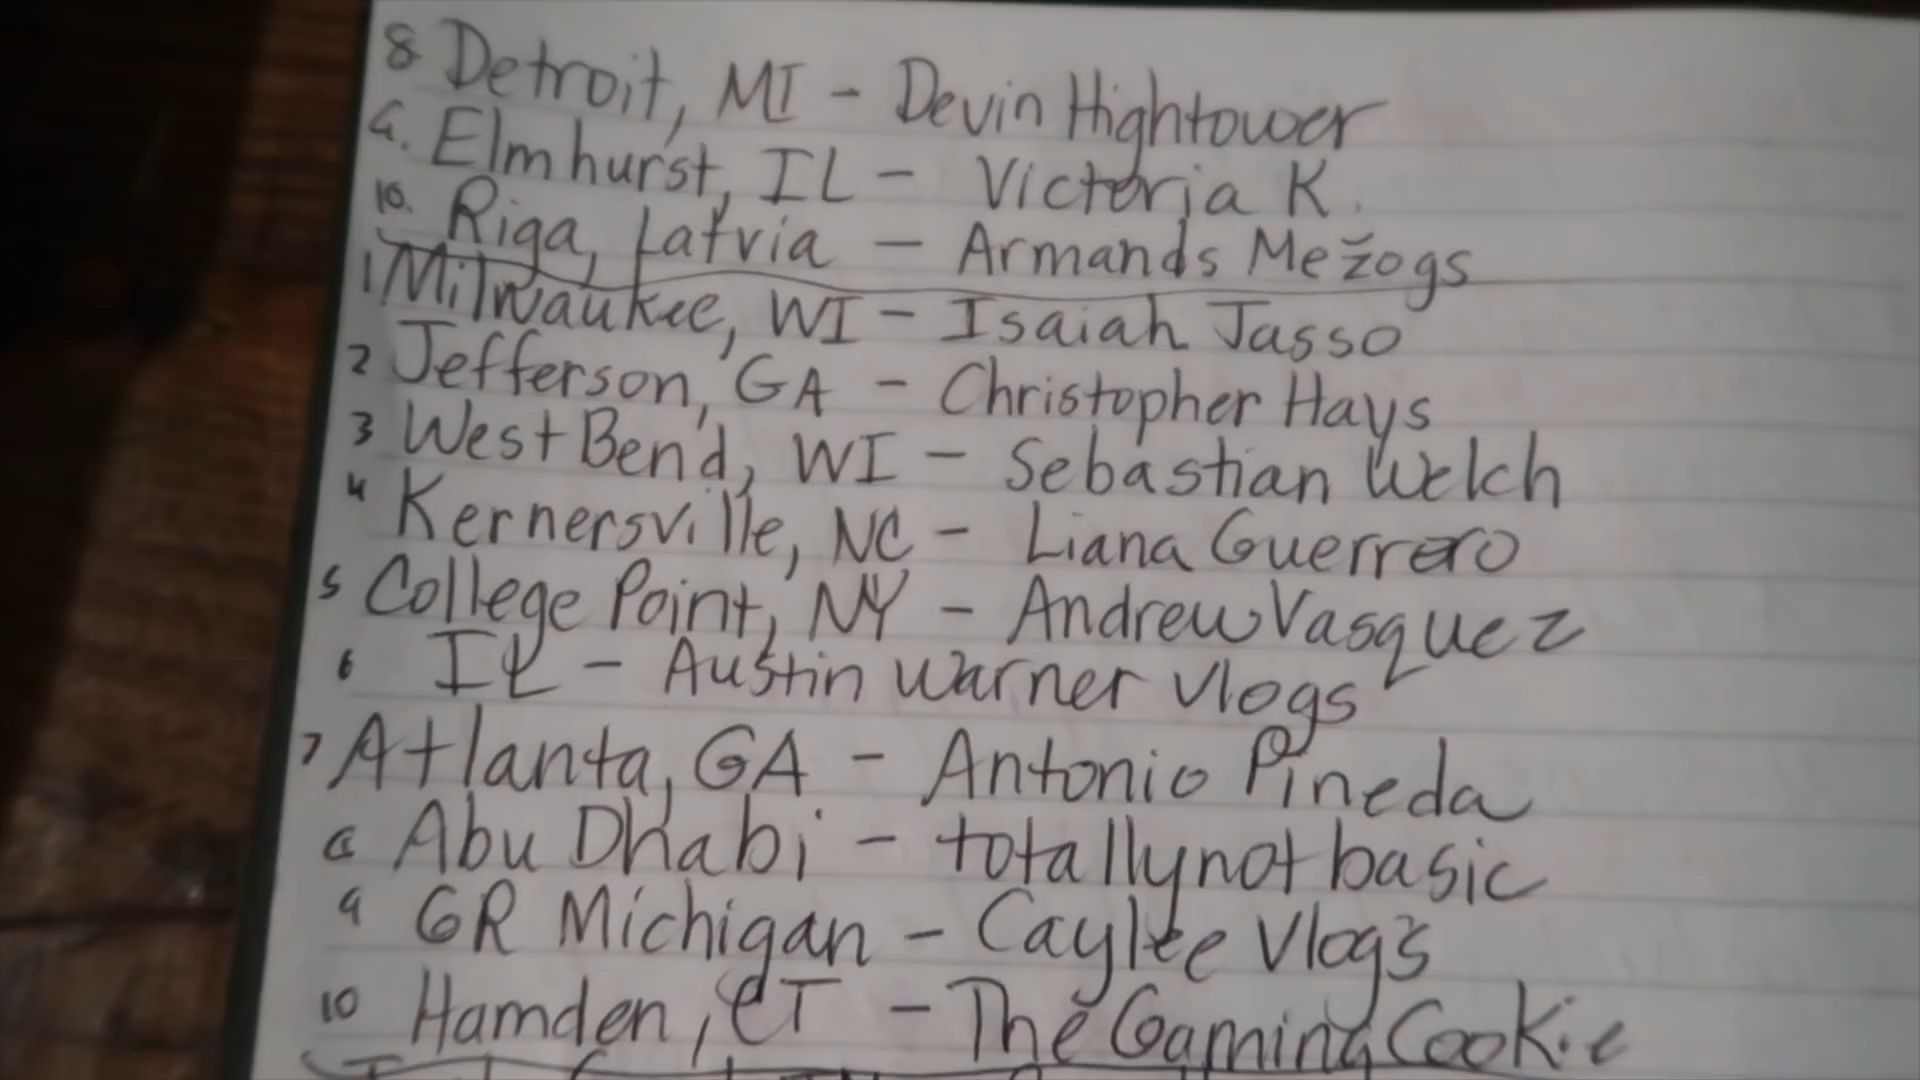 8 Detroit, MI - Devin Hightower
9. Elmhurst, IL - Victoria K.
10. Riga, Latvia - Armands Mežogs
1 Milwaukee, WI - Isaiah Jasso
2 Jefferson, GA - Christopher Hays
3 West Bend, WI - Sebastian Welch
4 Kernersville, NC - Liana Guerrero
5 College Point, NY - Andrew Vasquez
6 IL - Austin Warner Vlogs
7 Atlanta, GA - Antonio Pineda
8 Abu Dhabi - totallynotbasic
9 GR Michigan - Caylee Vlogs
10 Hamden, CT - The Gaming Cookie